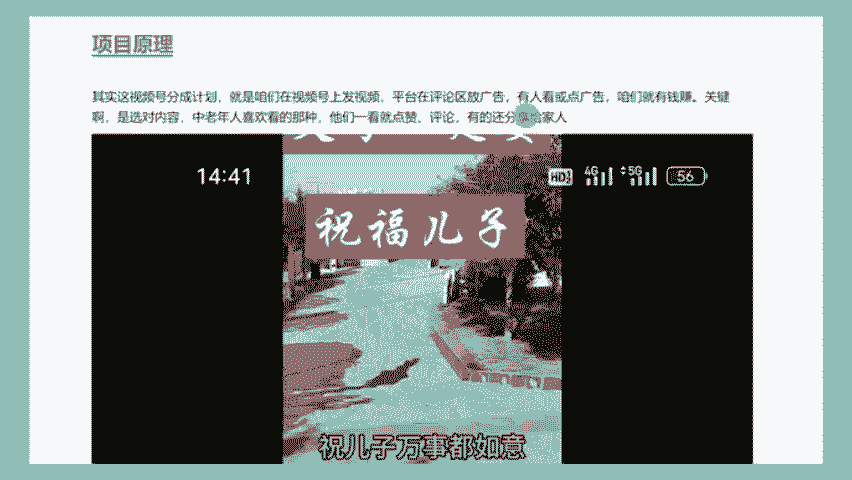 项目原理
其实这视频号分成计划，就是咱们在视频号上发视频，平台在评论区放广告，有人看或点广告，咱们就有钱赚。关键
啊，是选对内容，中老年人喜欢看的那种，他们一看就点赞、评论，有的还分享给家人
14:41
HD 4G 5G 56
祝福儿子
祝儿子万事都如意